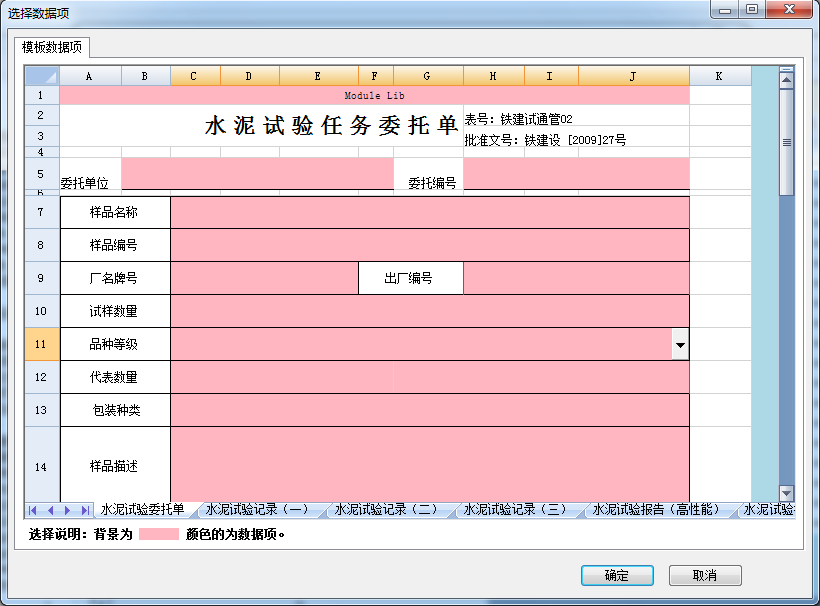 选择数据项
模板数据项
A B C D E F G H I J K
1 Module Lib
2 水泥试验任务委托单 表号：铁建试通管02
3 批准文号：铁建设 [2009]27号
4
5 委托单位 委托编号
6
7 样品名称
8 样品编号
9 厂名牌号 出厂编号
10 试样数量
11 品种等级
12 代表数量
13 包装种类
14 样品描述
水泥试验委托单 水泥试验记录（一） 水泥试验记录（二） 水泥试验记录（三） 水泥试验报告（高性能） 水泥试验
选择说明：背景为 颜色的为数据项。
确定 取消